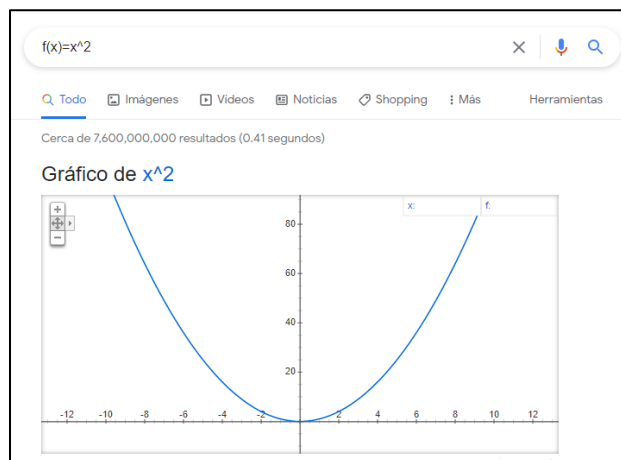 f(x)=x^2
Todo Imágenes Videos Noticias Shopping Más Herramientas
Cerca de 7,600,000,000 resultados (0.41 segundos)
Gráfico de x^2
x: f:
80
60
40
20
-12 -10 -8 -6 -4 -2 0 2 4 6 8 10 12